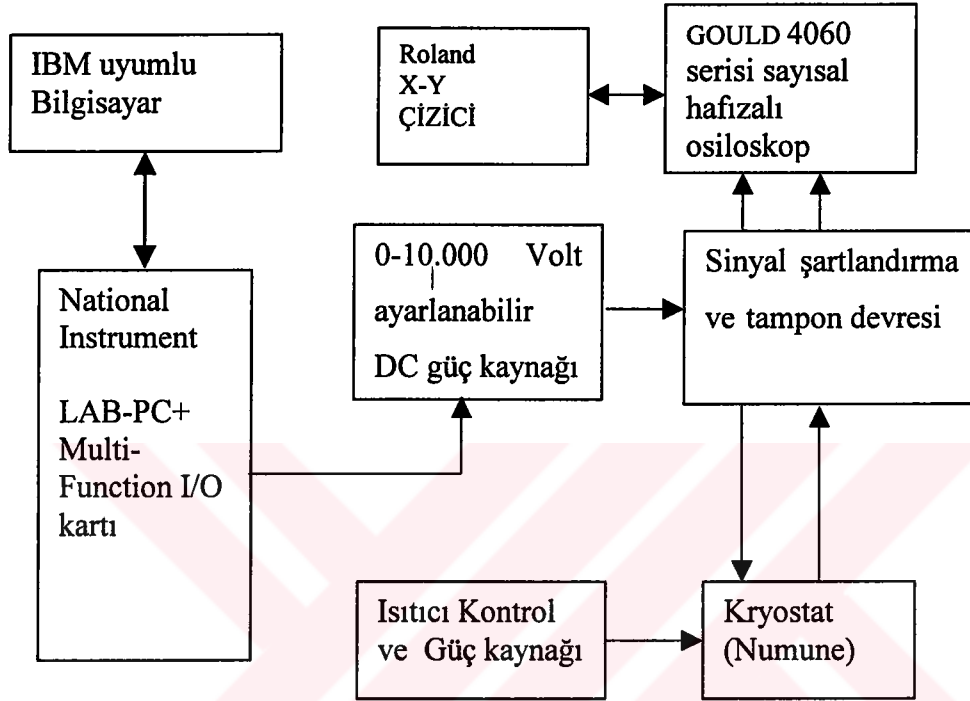 IBM uyumlu
Bilgisayar
Roland
X-Y
ÇİZİCİ
GOULD 4060
serisi sayısal
hafızalı
osiloskop
National
Instrument
LAB-PC+
Multi-
Function I/O
kartı
0-10.000 Volt
ayarlanabilir
DC güç kaynağı
Sinyal şartlandırma
ve tampon devresi
Isıtıcı Kontrol
ve Güç kaynağı
Kryostat
(Numune)